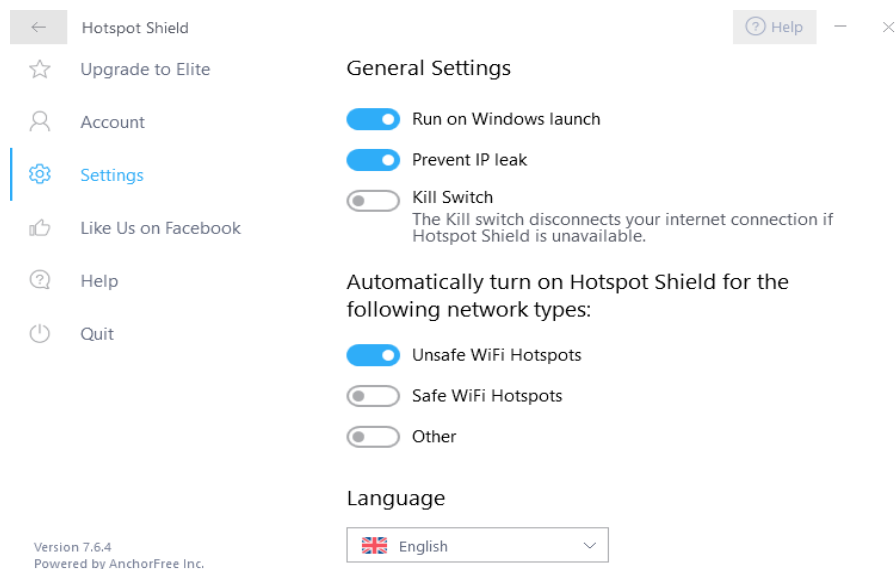 Hotspot Shield
Help
Upgrade to Elite
Account
Settings
Like Us on Facebook
Help
Quit
Version 7.6.4
Powered by AnchorFree Inc.
General Settings
Run on Windows launch
Prevent IP leak
Kill Switch
The Kill switch disconnects your internet connection if
Hotspot Shield is unavailable.
Automatically turn on Hotspot Shield for the
following network types:
Unsafe WiFi Hotspots
Safe WiFi Hotspots
Other
Language
English